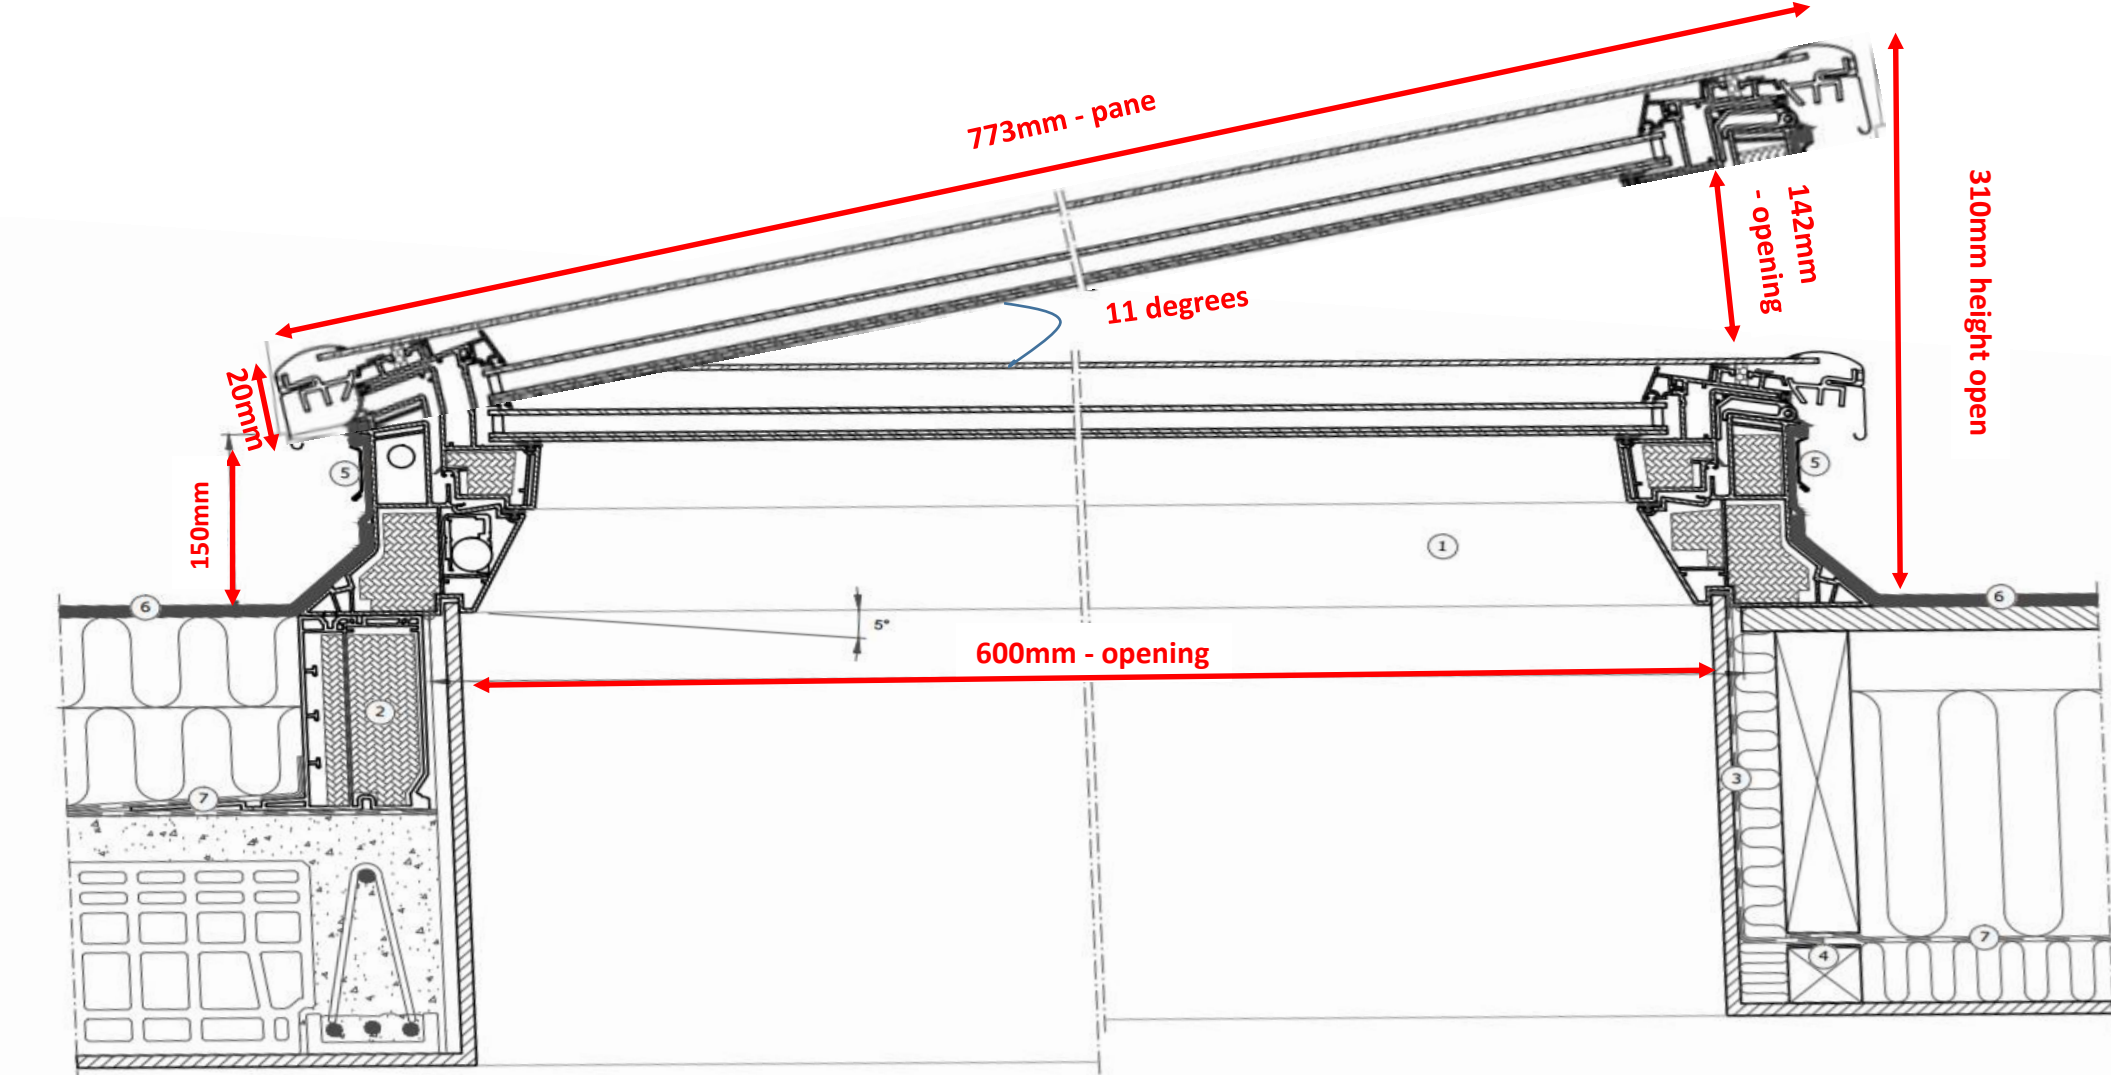 773mm - pane
142mm
- opening
310mm height open
11 degrees
20mm
150mm
5
5
1
6
6
5°
600mm - opening
2
3
7
7
4